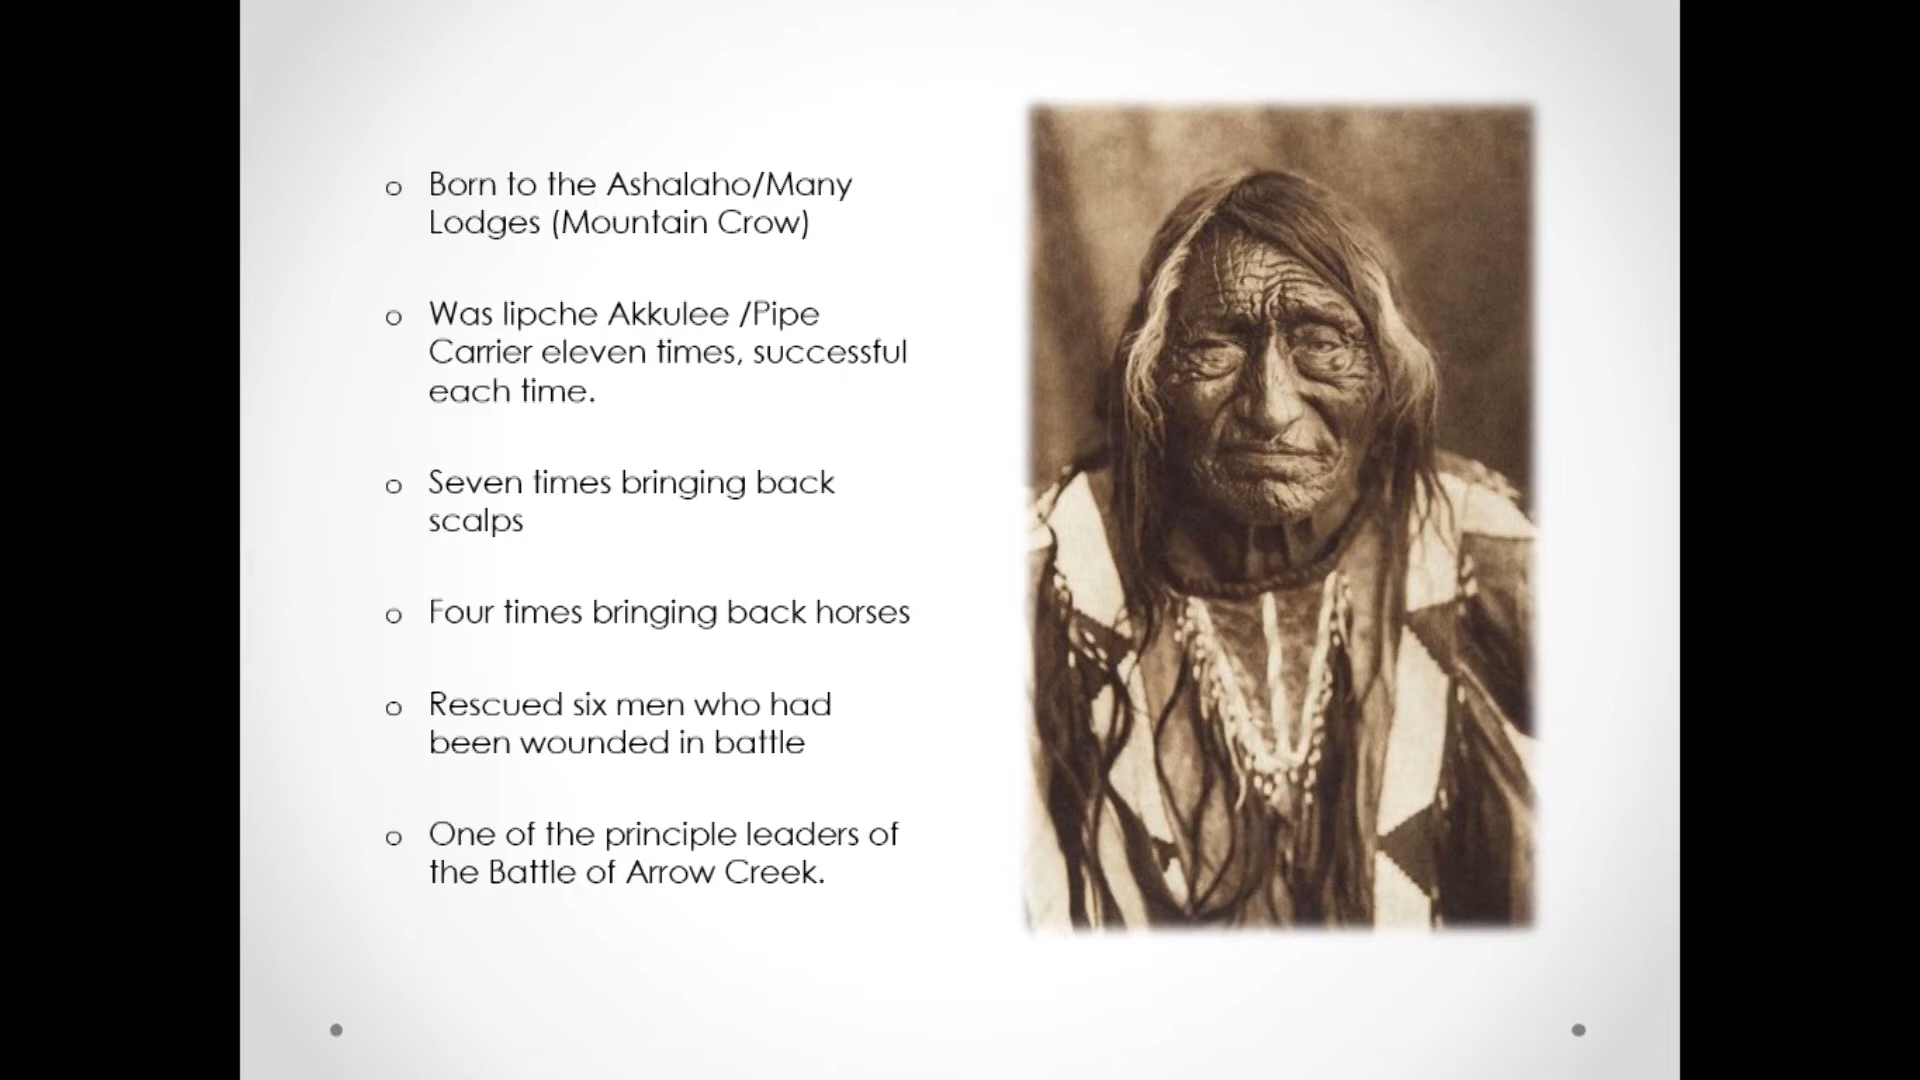 o Born to the Ashalaho/Many
Lodges (Mountain Crow)
o Was Iipche Akkulee /Pipe
Carrier eleven times, successful
each time.
o Seven times bringing back
scalps
o Four times bringing back horses
o Rescued six men who had
been wounded in battle
o One of the principle leaders of
the Battle of Arrow Creek.